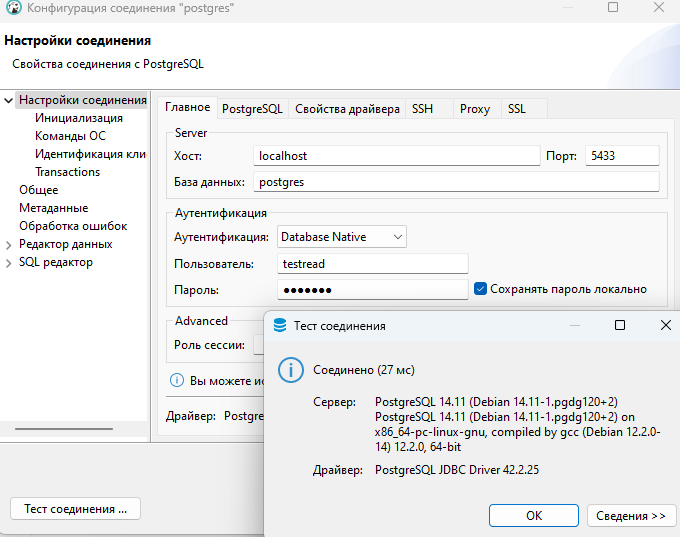 Конфигурация соединения "postgres"
Настройки соединения
Свойства соединения с PostgreSQL
Настройки соединения
Инициализация
Команды ОС
Идентификация кли
Transactions
Общее
Метаданные
Обработка ошибок
Редактор данных
SQL редактор
Главное PostgreSQL Свойства драйвера SSH Proxy SSL
Server
Хост: localhost Порт: 5433
База данных: postgres
Аутентификация
Аутентификация: Database Native
Пользователь: testread
Пароль: ●●●●●●● Сохранять пароль локально
Advanced
Роль сессии:
Вы можете ис
Драйвер: Postgre
Тест соединения ...
Тест соединения
Соединено (27 мс)
Сервер: PostgreSQL 14.11 (Debian 14.11-1.pgdg120+2)
PostgreSQL 14.11 (Debian 14.11-1.pgdg120+2) on
x86_64-pc-linux-gnu, compiled by gcc (Debian 12.2.0-
14) 12.2.0, 64-bit
Драйвер: PostgreSQL JDBC Driver 42.2.25
OK Сведения >>